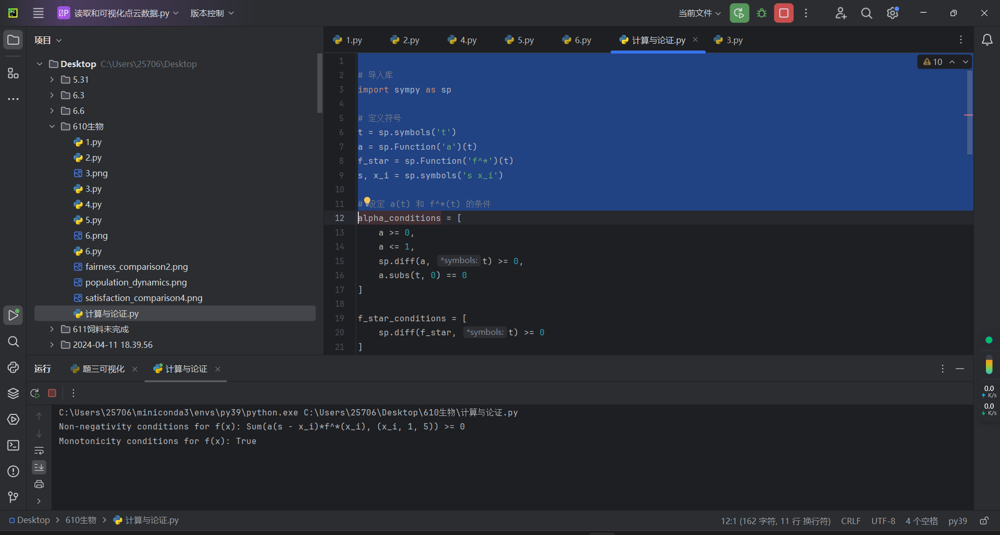 PC
DP 读取和可视化点云数据.py 版本控制 当前文件
项目
Desktop C:\Users\25706\Desktop
5.31
6.3
6.6
610生物
1.py
2.py
3.png
3.py
4.py
5.py
6.png
6.py
fairness_comparison2.png
population_dynamics.png
satisfaction_comparison4.png
计算与论证.py
611饲料未完成
2024-04-11 18.39.56
1.py 2.py 4.py 5.py 6.py 计算与论证.py 3.py
10
1
2 # 导入库
3 import sympy as sp
4
5 # 定义符号
6 t = sp.symbols('t')
7 a = sp.Function('a')(t)
8 f_star = sp.Function('f^*')(t)
9 s, x_i = sp.symbols('s x_i')
10
11 # 设定 a(t) 和 f^*(t) 的条件
12 alpha_conditions = [
13 a >= 0,
14 a <= 1,
15 sp.diff(a, *symbols: t) >= 0,
16 a.subs(t, 0) == 0
17 ]
18
19 f_star_conditions = [
20 sp.diff(f_star, *symbols: t) >= 0
21 ]
运行 题三可视化 计算与论证
C:\Users\25706\miniconda3\envs\py39\python.exe C:\Users\25706\Desktop\610生物\计算与论证.py
Non-negativity conditions for f(x): Sum(a(s - x_i)*f^*(x_i), (x_i, 1, 5)) >= 0
Monotonicity conditions for f(x): True
0.0
K/s
0.0
K/s
Desktop 610生物 计算与论证.py 12:1 (162 字符, 11 行 换行符) CRLF UTF-8 4 个空格 py39